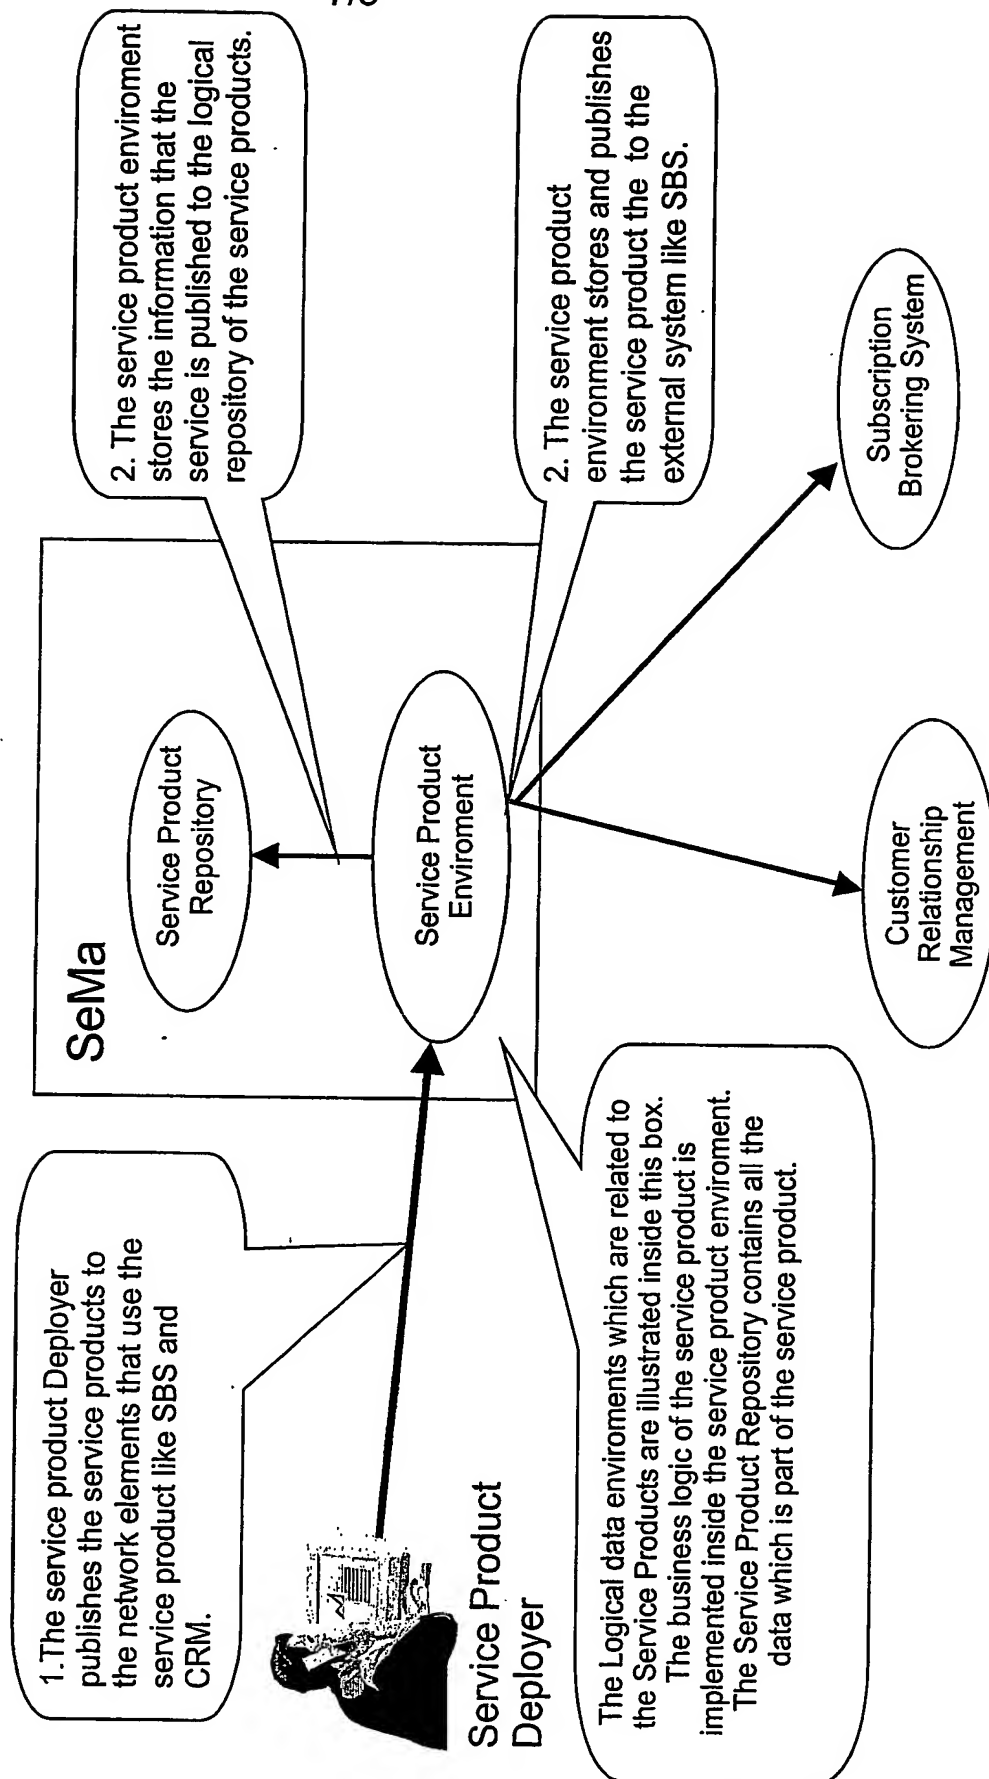 1.The service product Deployer
publishes the service products to
the network elements that use the
service product like SBS and
CRM.
2. The service product enviroment
stores the information that the
service is published to the logical
repository of the service products.
SeMa
Service Product
Repository
Service Product
Enviroment
Service Product
Deployer
2. The service product
environment stores and publishes
the service product the to the
external system like SBS.
The Logical data enviroments which are related to
the Service Products are illustrated inside this box.
The business logic of the service product is
implemented inside the service product enviroment.
The Service Product Repository contains all the
data which is part of the service product.
Customer
Relationship
Management
Subscription
Brokering System